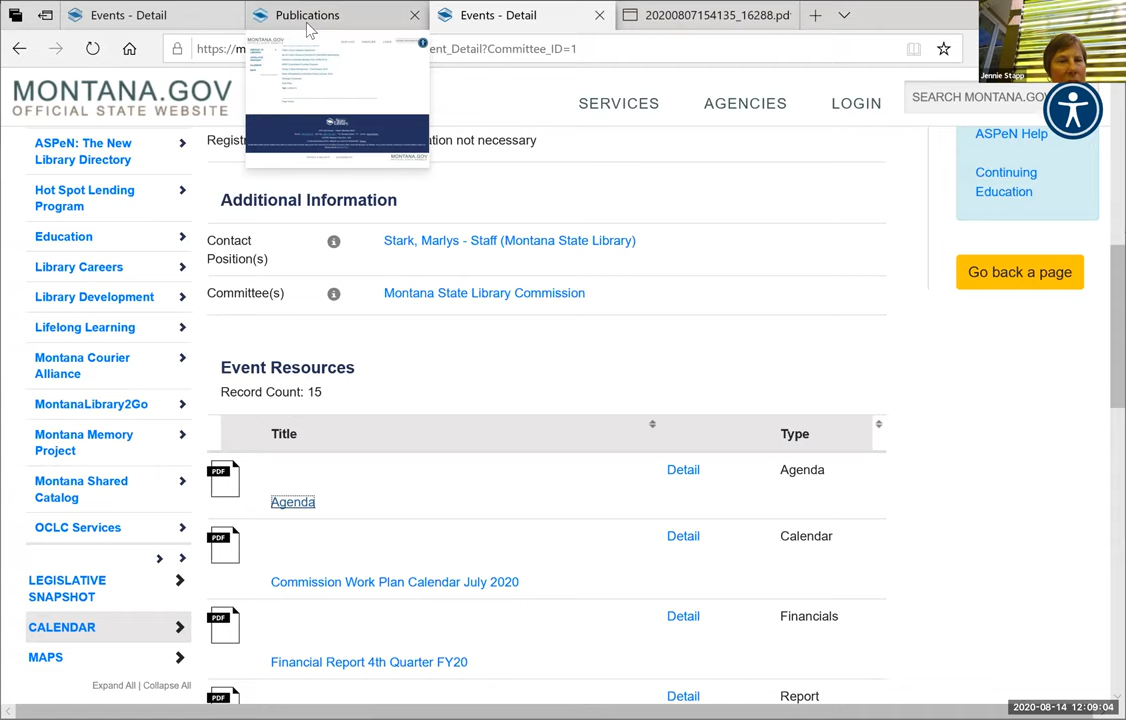 Events - Detail
Publications
Events - Detail
20200807154135_16288.pd
https://m
ent_Detail?Committee_ID=1
Jennie Stapp
MONTANA.GOV
OFFICIAL STATE WEBSITE
SERVICES
AGENCIES
LOGIN
SEARCH MONTANA.GOV
ASPeN: The New
Library Directory
Hot Spot Lending
Program
Education
Library Careers
Library Development
Lifelong Learning
Montana Courier
Alliance
MontanaLibrary2Go
Montana Memory
Project
Montana Shared
Catalog
OCLC Services
LEGISLATIVE
SNAPSHOT
CALENDAR
MAPS
Expand All | Collapse All
Registr
ation not necessary
Additional Information
Contact
Position(s)
Stark, Marlys - Staff (Montana State Library)
Committee(s)
Montana State Library Commission
Event Resources
Record Count: 15
Title
Type
PDF
Agenda
Detail
Agenda
PDF
Commission Work Plan Calendar July 2020
Detail
Calendar
PDF
Financial Report 4th Quarter FY20
Detail
Financials
PDF
Detail
Report
ASPeN Help
Continuing
Education
Go back a page
2020-08-14 12:09:04